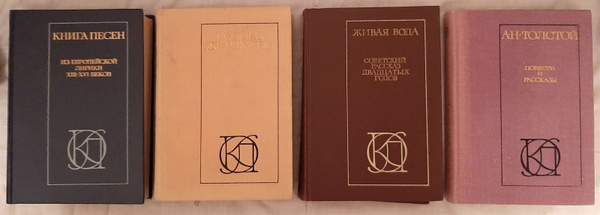 КНИГА ПЕСЕН
ИЗ ЕВРОПЕЙСКОЙ
ЛИРИКИ
XIII-XVI ВЕКОВ
ЖИВАЯ ВОДА
СОВЕТСКИЙ
РАССКАЗ
ДВАДЦАТЫХ
ГОДОВ
АН·ТОЛСТОЙ
ПОВЕСТИ И
РАССКАЗЫ